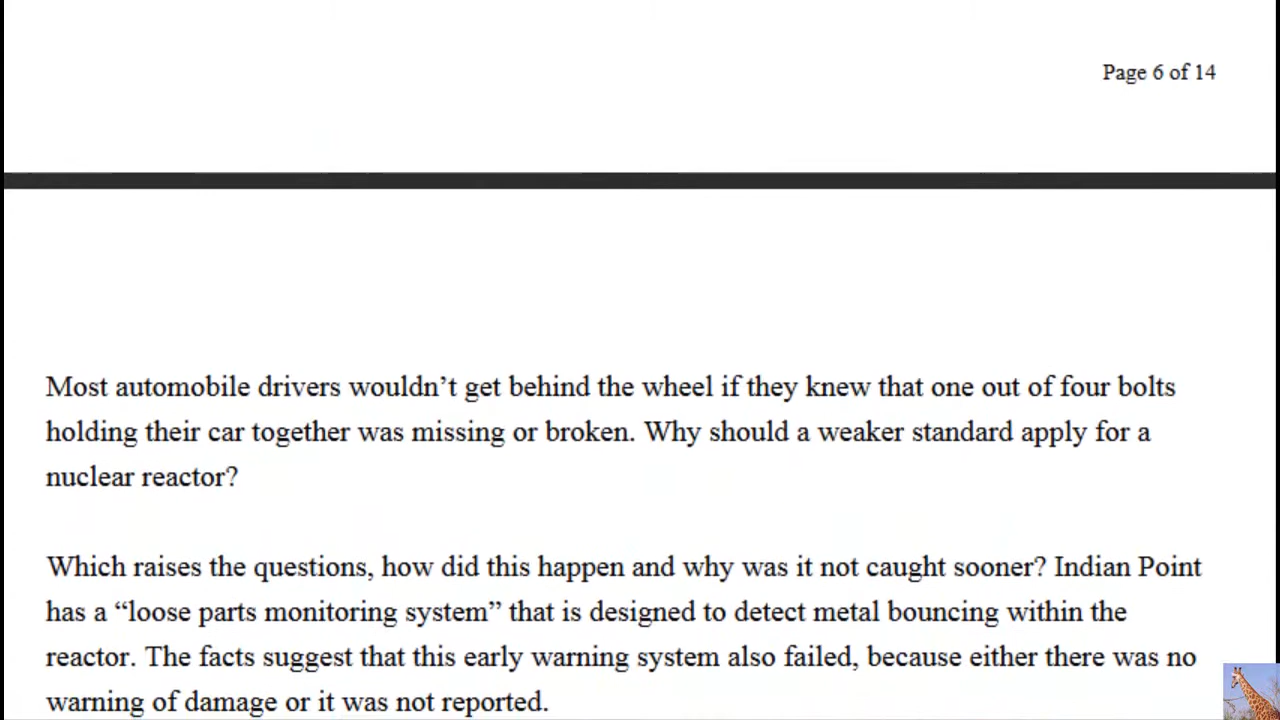 Page 6 of 14
Most automobile drivers wouldn’t get behind the wheel if they knew that one out of four bolts
holding their car together was missing or broken. Why should a weaker standard apply for a
nuclear reactor?
Which raises the questions, how did this happen and why was it not caught sooner? Indian Point
has a “loose parts monitoring system” that is designed to detect metal bouncing within the
reactor. The facts suggest that this early warning system also failed, because either there was no
warning of damage or it was not reported.